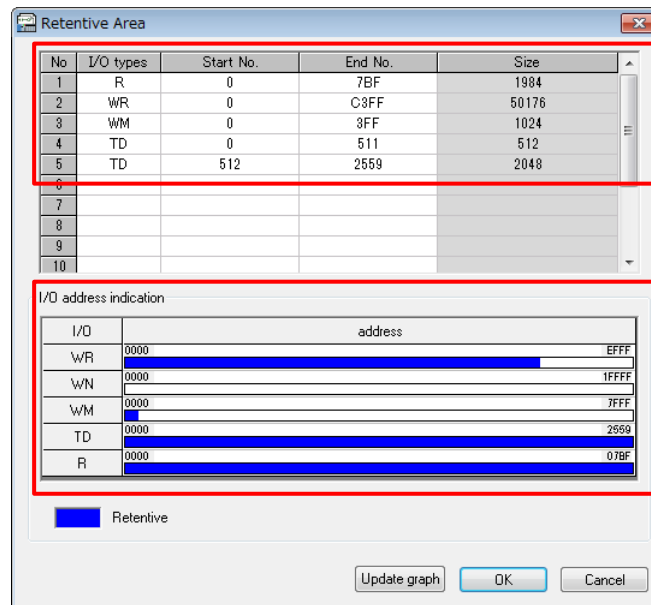 Retentive Area
No I/O types Start No. End No. Size
1 R 0 7BF 1984
2 WR 0 C3FF 50176
3 WM 0 3FF 1024
4 TD 0 511 512
5 TD 512 2559 2048
6
7
8
9
10
I/O address indication
I/O address
WR 0000 EFFF
WN 0000 1FFFF
WM 0000 7FFF
TD 0000 2559
R 0000 07BF
Retentive
Update graph OK Cancel